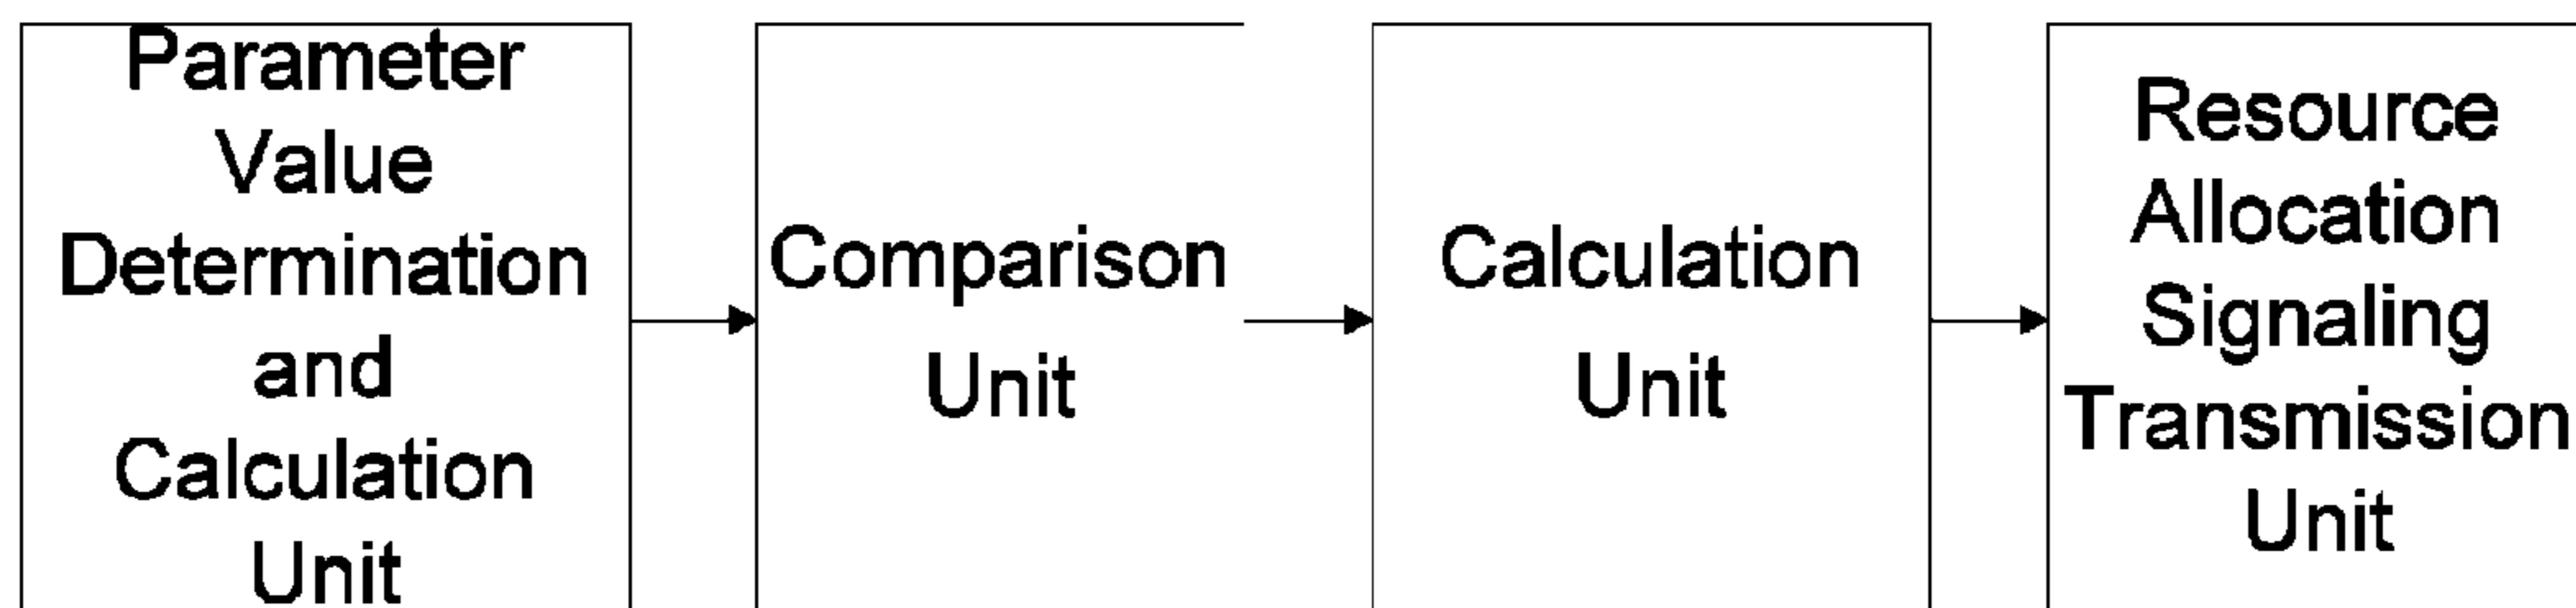 Parameter
Value
Determination
and
Calculation
Unit
Comparison
Unit
Calculation
Unit
Resource
Allocation
Signaling
Transmission
Unit